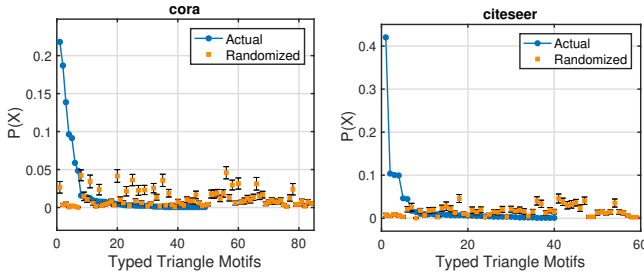 cora
P(X)
0.2
0.15
0.1
0.05
0
0 20 40 60 80
Typed Triangle Motifs
Actual
Randomized
citeseer
P(X)
0.4
0.3
0.2
0.1
0
0 20 40 60
Typed Triangle Motifs
Actual
Randomized